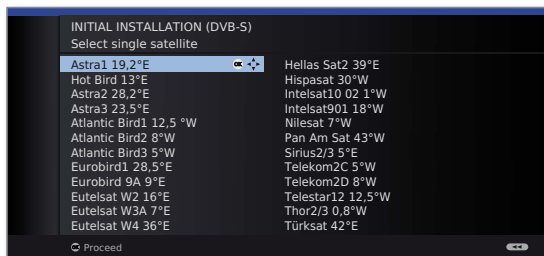 INITIAL INSTALLATION (DVB-S)
Select single satellite
Astra1 19,2°E OK
Hot Bird 13°E
Astra2 28,2°E
Astra3 23,5°E
Atlantic Bird1 12,5 °W
Atlantic Bird2 8°W
Atlantic Bird3 5°W
Eurobird1 28,5°E
Eurobird 9A 9°E
Eutelsat W2 16°E
Eutelsat W3A 7°E
Eutelsat W4 36°E
Hellas Sat2 39°E
Hispasat 30°W
Intelsat10 02 1°W
Intelsat901 18°W
Nilesat 7°W
Pan Am Sat 43°W
Sirius2/3 5°E
Telekom2C 5°W
Telekom2D 8°W
Telestar12 12,5°W
Thor2/3 0,8°W
Türksat 42°E
OK Proceed